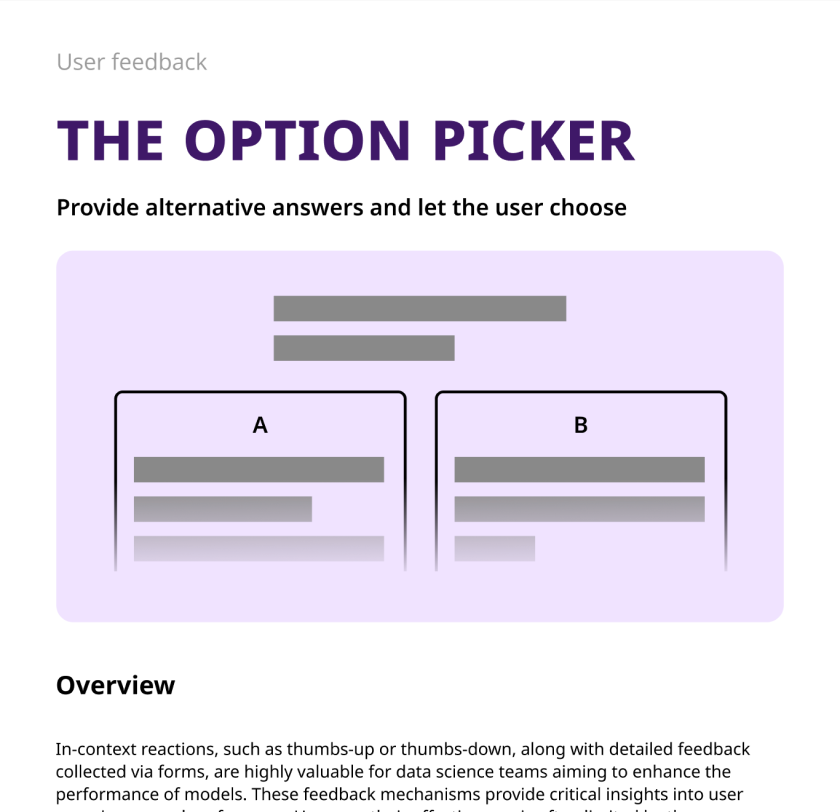 User feedback
THE OPTION PICKER
Provide alternative answers and let the user choose
A
B
Overview
In-context reactions, such as thumbs-up or thumbs-down, along with detailed feedback
collected via forms, are highly valuable for data science teams aiming to enhance the
performance of models. These feedback mechanisms provide critical insights into user